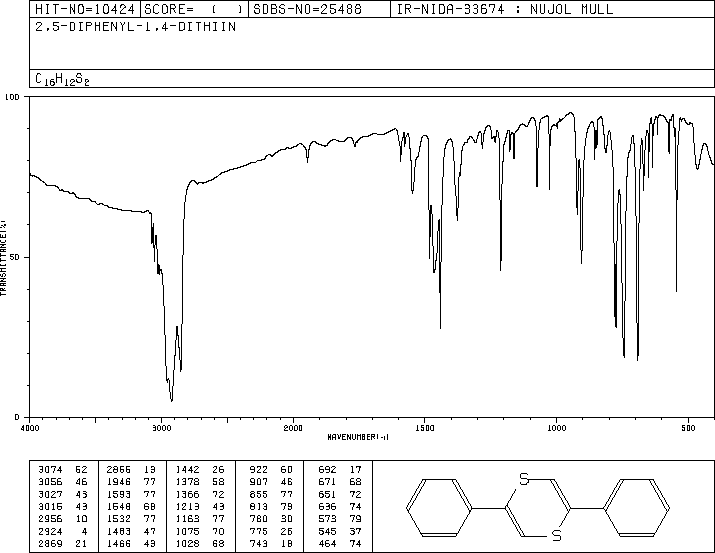 HIT-NO=10424 SCORE= ( ) SDBS-NO=25488 IR-NIDA-33674 : NUJOL MULL
2,5-DIPHENYL-1,4-DITHIIN
C16H12S2
100
50
0
TRANSMITTANCE(%)
4000 3000 2000 1500 1000 500
WAVENUMBER(-1)
3074 62 2866 13 1442 26 922 60 692 17
3056 46 1946 77 1378 58 907 46 671 68
3027 43 1593 77 1366 72 855 77 651 72
3015 43 1548 68 1213 43 813 79 636 74
2956 10 1532 77 1163 77 780 30 573 79
2924 4 1483 47 1075 70 775 26 545 37
2869 21 1466 43 1028 68 743 18 464 74
S
S